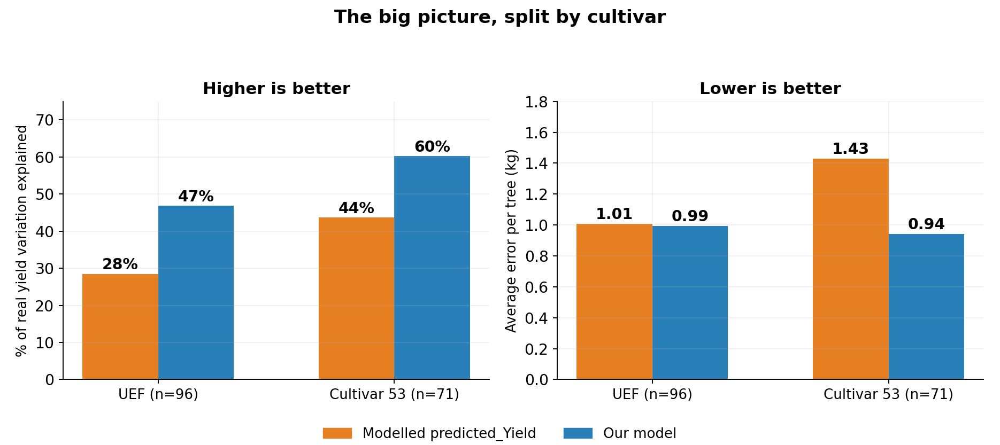 The big picture, split by cultivar
Higher is better
% of real yield variation explained
70
60
50
40
30
20
10
0
28%
47%
44%
60%
UEF (n=96)
Cultivar 53 (n=71)
Lower is better
Average error per tree (kg)
1.8
1.6
1.4
1.2
1.0
0.8
0.6
0.4
0.2
0.0
1.01
0.99
1.43
0.94
UEF (n=96)
Cultivar 53 (n=71)
Modelled predicted_Yield
Our model